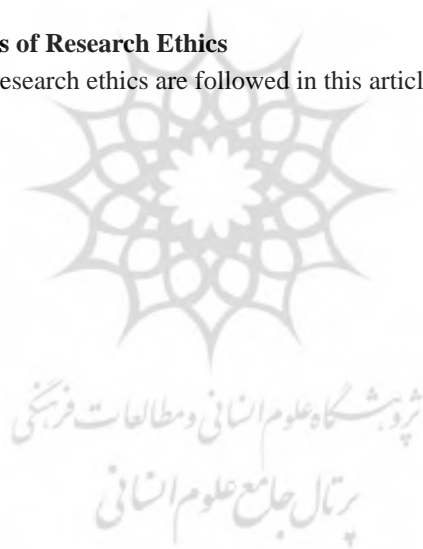 s of Research Ethics
esearch ethics are followed in this articl
پژوهشگاه علوم انسانی و مطالعات فرهنگی
پرتال جامع علوم انسانی